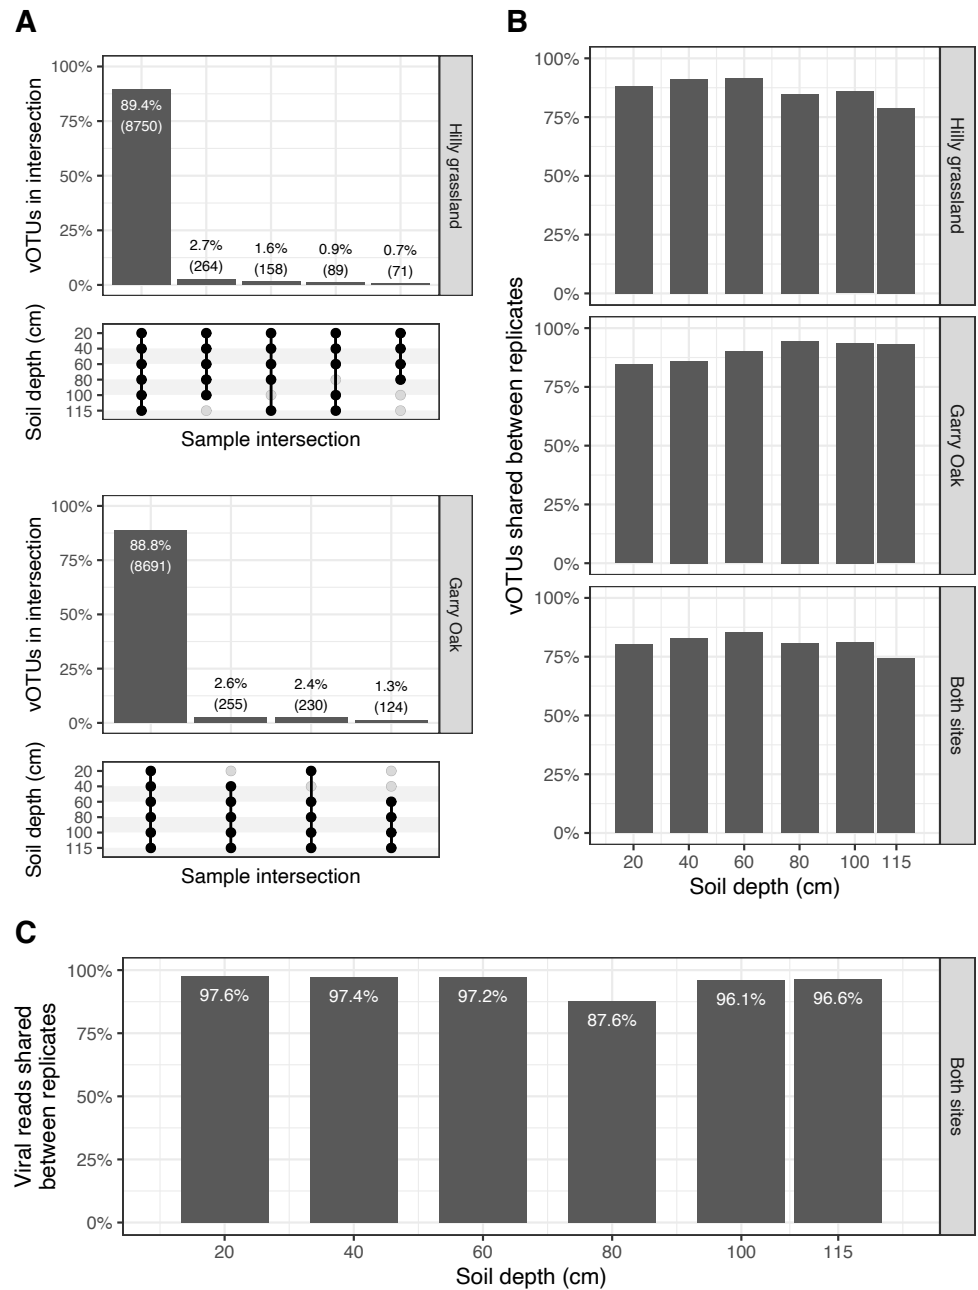 A
100%
75%
50%
25%
0%
vOTUs in intersection
89.4%
(8750)
2.7%
(264)
1.6%
(158)
0.9%
(89)
0.7%
(71)
Hilly grassland
Soil depth (cm)
20
40
60
80
100
115
Sample intersection
100%
75%
50%
25%
0%
vOTUs in intersection
88.8%
(8691)
2.6%
(255)
2.4%
(230)
1.3%
(124)
Garry Oak
Soil depth (cm)
20
40
60
80
100
115
Sample intersection
B
vOTUs shared between replicates
100%
75%
50%
25%
0%
Hilly grassland
100%
75%
50%
25%
0%
Garry Oak
100%
75%
50%
25%
0%
Both sites
20 40 60 80 100 115
Soil depth (cm)
C
Viral reads shared
between replicates
100%
75%
50%
25%
0%
97.6% 97.4% 97.2% 87.6% 96.1% 96.6%
Both sites
20 40 60 80 100 115
Soil depth (cm)